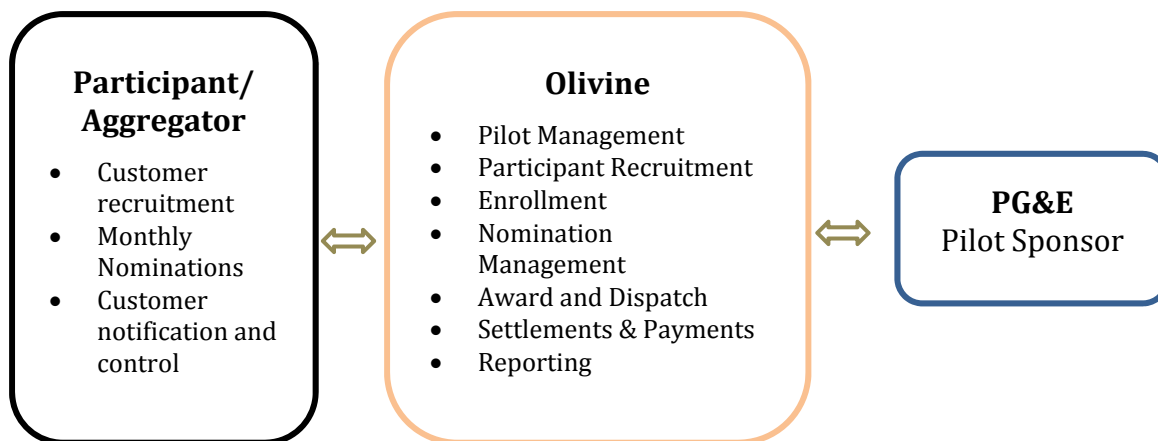 Participant/
Aggregator
• Customer
recruitment
• Monthly
Nominations
• Customer
notification and
control
Olivine
• Pilot Management
• Participant Recruitment
• Enrollment
• Nomination
Management
• Award and Dispatch
• Settlements & Payments
• Reporting
PG&E
Pilot Sponsor